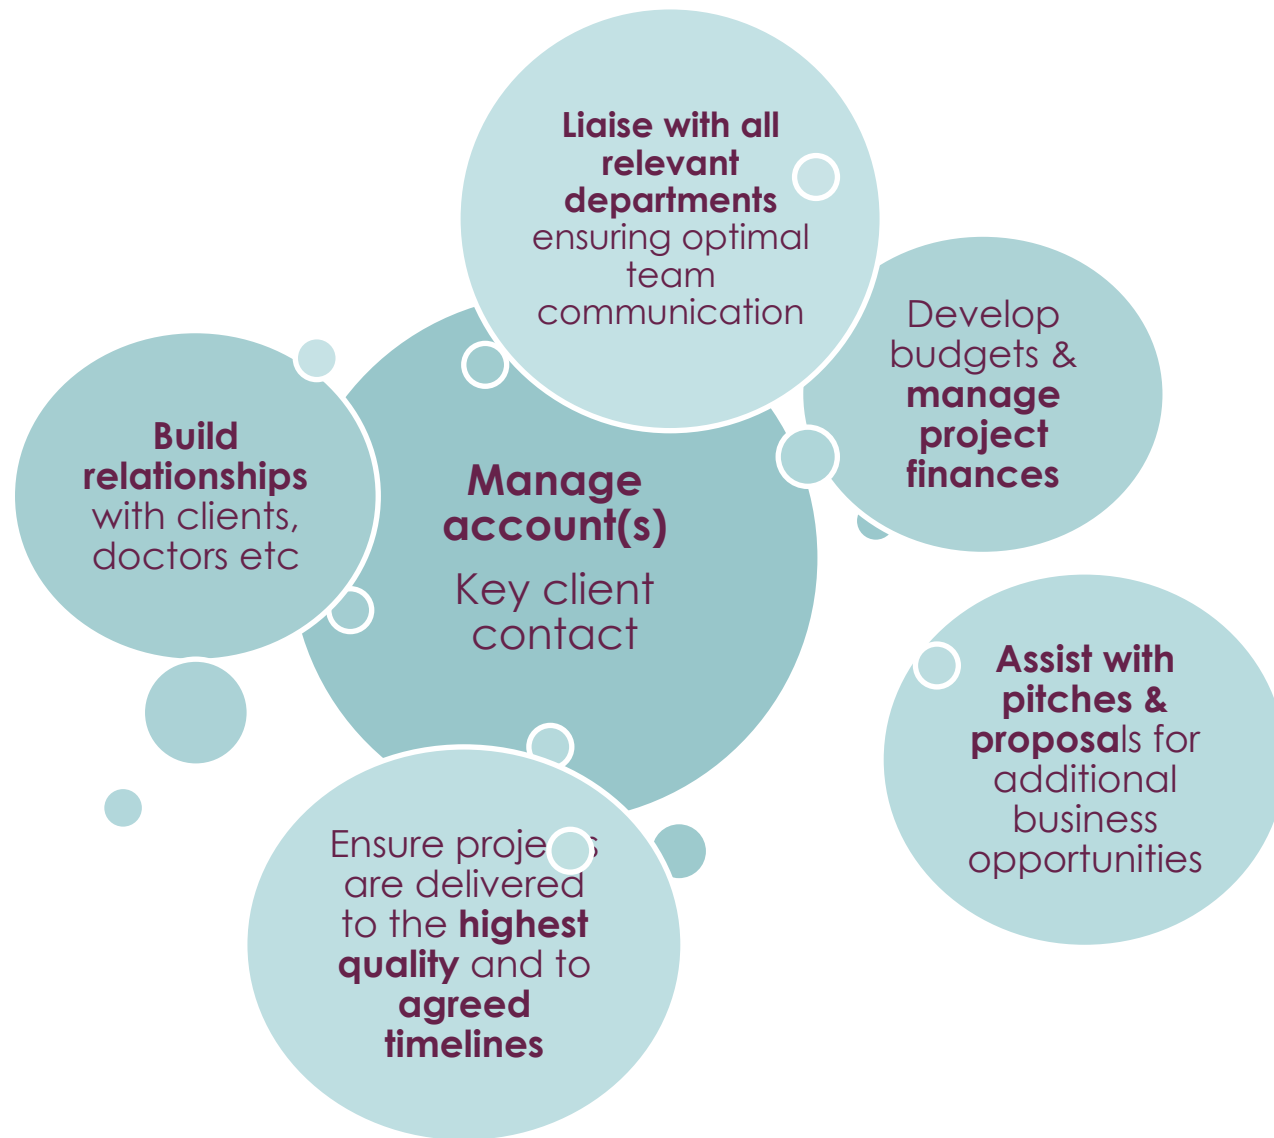 Liaise with all
relevant
departments
ensuring optimal
team
communication
Develop
budgets &
manage
project
finances
Build
relationships
with clients,
doctors etc
Manage
account(s)
Key client
contact
Assist with
pitches &
proposals for
additional
business
opportunities
Ensure
are delivered
to the highest
quality and to
agreed
timelines